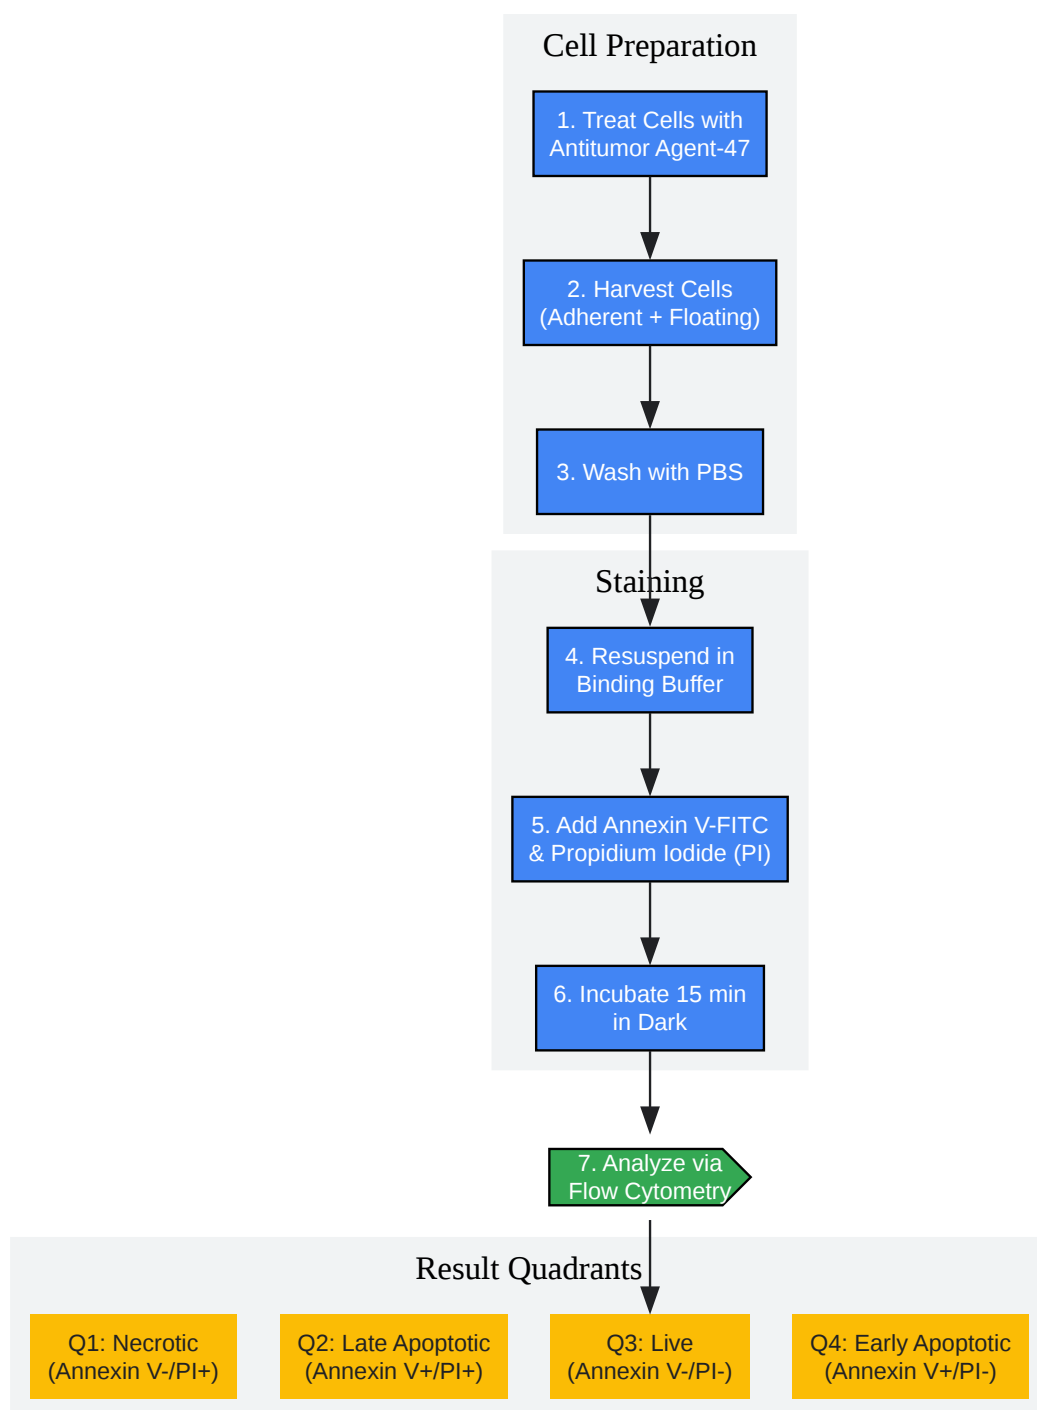 Cell Preparation
1. Treat Cells with
Antitumor Agent-47
2. Harvest Cells
(Adherent + Floating)
3. Wash with PBS
Staining
4. Resuspend in
Binding Buffer
5. Add Annexin V-FITC
& Propidium Iodide (PI)
6. Incubate 15 min
in Dark
7. Analyze via
Flow Cytometry
Result Quadrants
Q1: Necrotic
(Annexin V-/PI+)
Q2: Late Apoptotic
(Annexin V+/PI+)
Q3: Live
(Annexin V-/PI-)
Q4: Early Apoptotic
(Annexin V+/PI-)